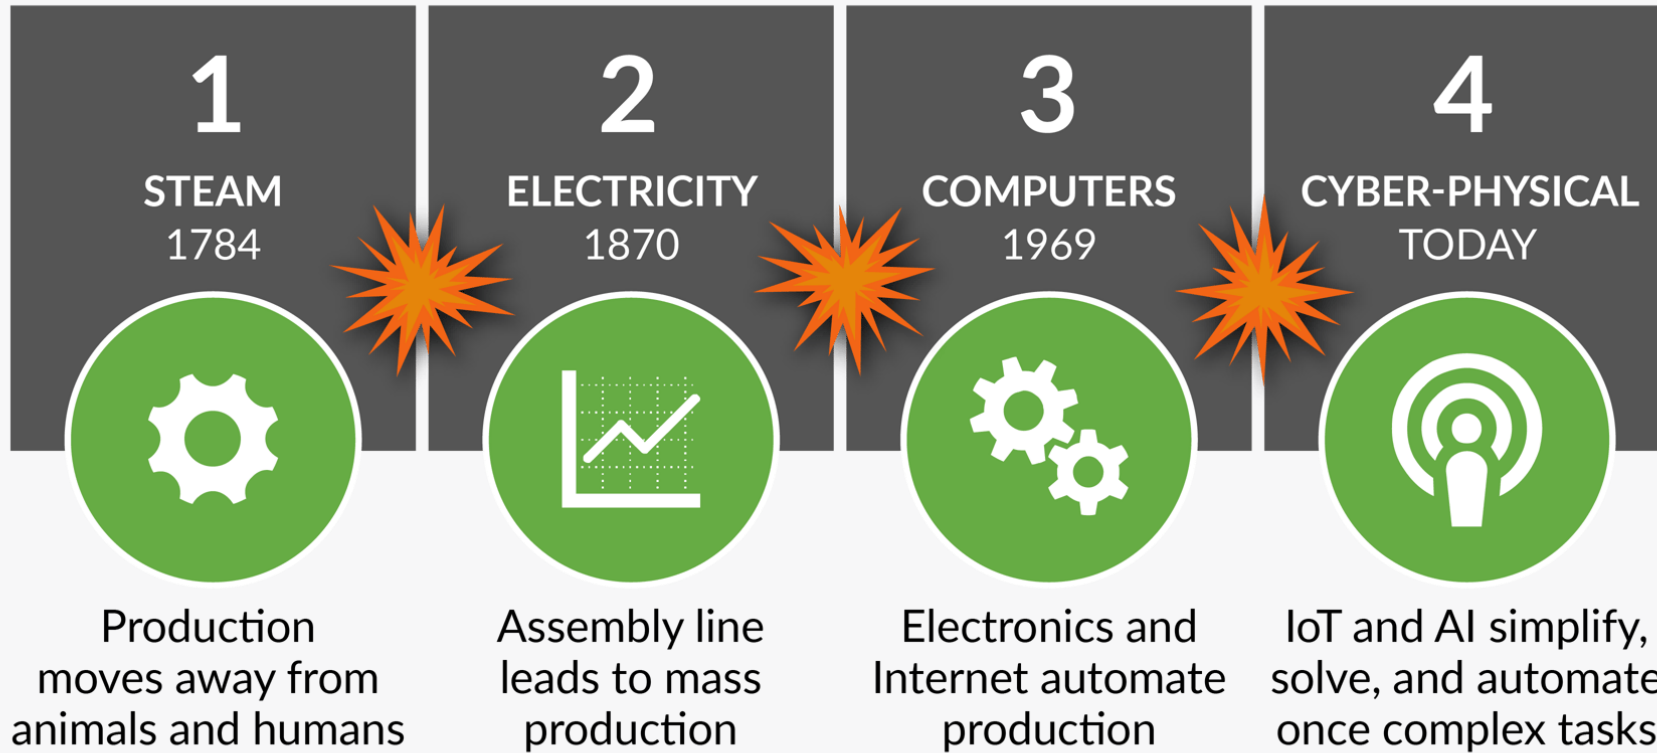 1
STEAM
1784
Production
moves away from
animals and humans
2
ELECTRICITY
1870
Assembly line
leads to mass
production
3
COMPUTERS
1969
Electronics and
Internet automate
production
4
CYBER-PHYSICAL
TODAY
IoT and AI simplify,
solve, and automate
once complex tasks